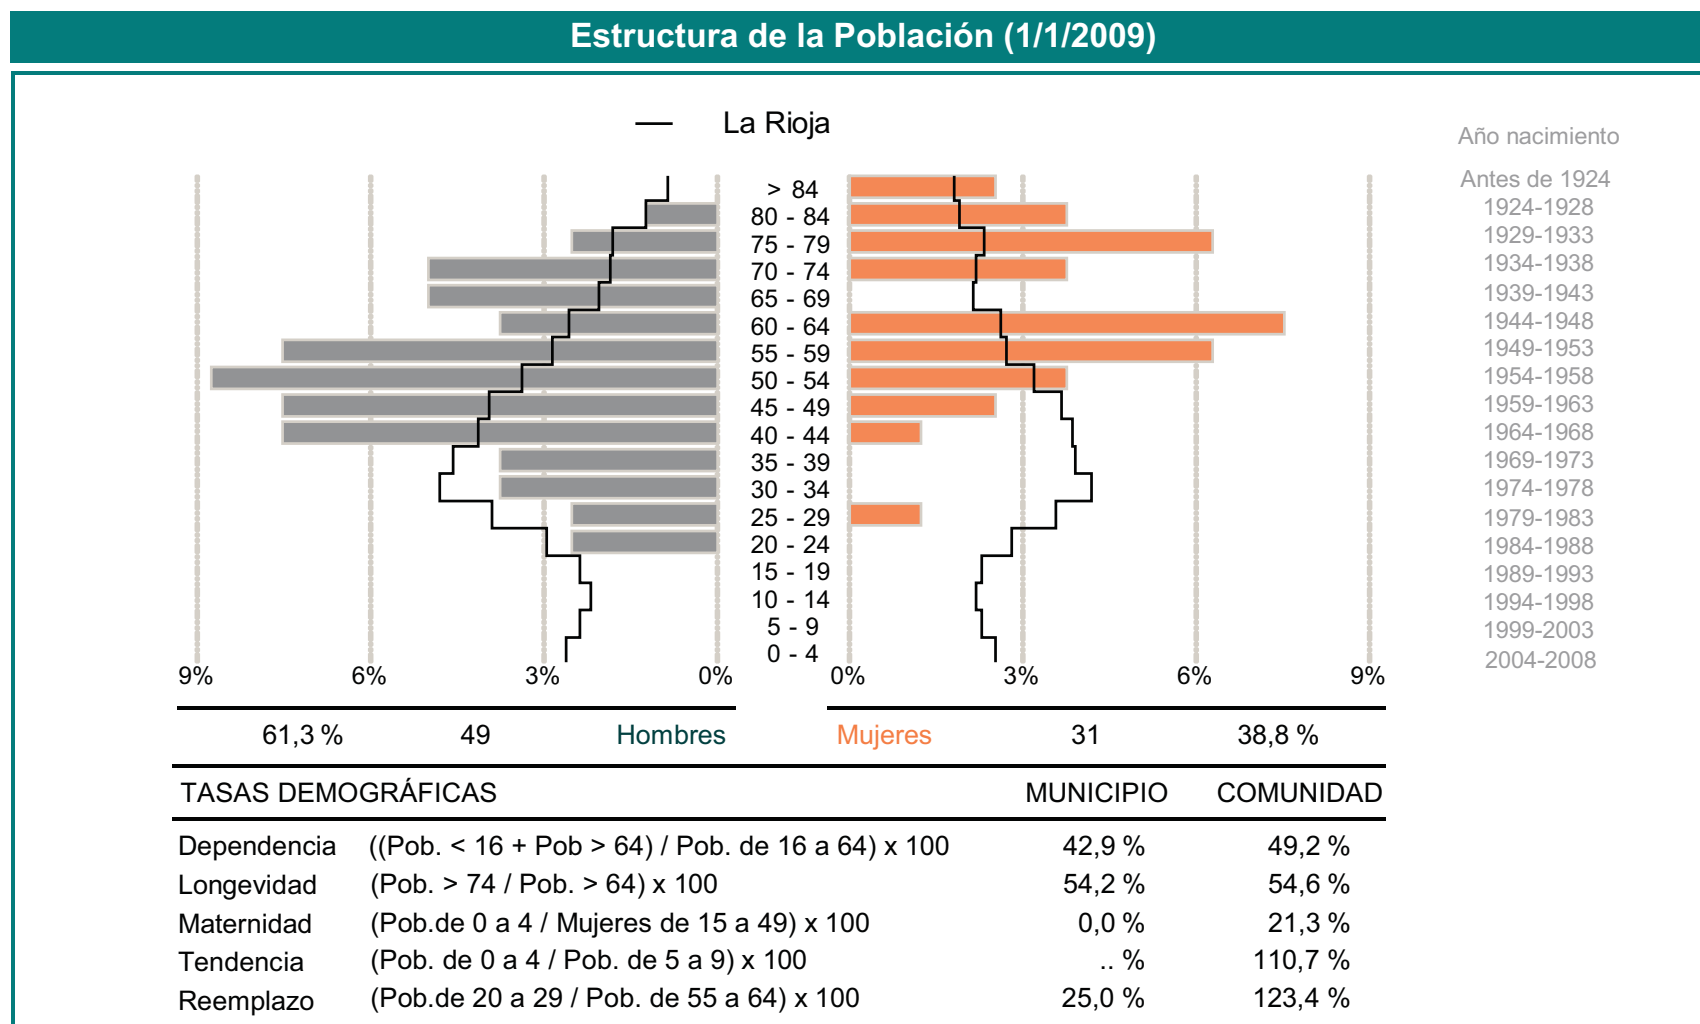 Estructura de la Población (1/1/2009)
La Rioja
Año nacimiento
> 84 Antes de 1924
80 - 84 1924-1928
75 - 79 1929-1933
70 - 74 1934-1938
65 - 69 1939-1943
60 - 64 1944-1948
55 - 59 1949-1953
50 - 54 1954-1958
45 - 49 1959-1963
40 - 44 1964-1968
35 - 39 1969-1973
30 - 34 1974-1978
25 - 29 1979-1983
20 - 24 1984-1988
15 - 19 1989-1993
10 - 14 1994-1998
5 - 9 1999-2003
0 - 4 2004-2008
9% 6% 3% 0% 0% 3% 6% 9%
61,3 % 49 Hombres Mujeres 31 38,8 %
TASAS DEMOGRÁFICAS MUNICIPIO COMUNIDAD
Dependencia ((Pob. < 16 + Pob > 64) / Pob. de 16 a 64) x 100 42,9 % 49,2 %
Longevidad (Pob. > 74 / Pob. > 64) x 100 54,2 % 54,6 %
Maternidad (Pob.de 0 a 4 / Mujeres de 15 a 49) x 100 0,0 % 21,3 %
Tendencia (Pob. de 0 a 4 / Pob. de 5 a 9) x 100 .. % 110,7 %
Reemplazo (Pob.de 20 a 29 / Pob. de 55 a 64) x 100 25,0 % 123,4 %